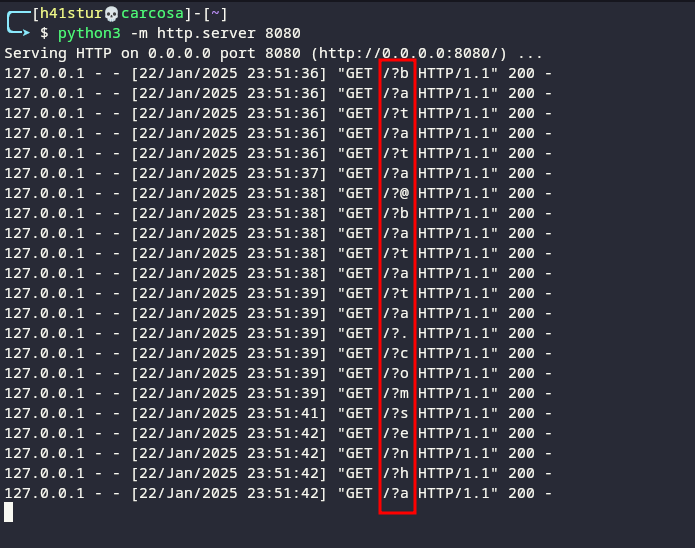 [h41stur💀carcosa]-[~]
$ python3 -m http.server 8080
Serving HTTP on 0.0.0.0 port 8080 (http://0.0.0.0:8080/) ...
127.0.0.1 - - [22/Jan/2025 23:51:36] "GET /?b HTTP/1.1" 200 -
127.0.0.1 - - [22/Jan/2025 23:51:36] "GET /?a HTTP/1.1" 200 -
127.0.0.1 - - [22/Jan/2025 23:51:36] "GET /?t HTTP/1.1" 200 -
127.0.0.1 - - [22/Jan/2025 23:51:36] "GET /?a HTTP/1.1" 200 -
127.0.0.1 - - [22/Jan/2025 23:51:36] "GET /?t HTTP/1.1" 200 -
127.0.0.1 - - [22/Jan/2025 23:51:37] "GET /?a HTTP/1.1" 200 -
127.0.0.1 - - [22/Jan/2025 23:51:38] "GET /?@ HTTP/1.1" 200 -
127.0.0.1 - - [22/Jan/2025 23:51:38] "GET /?b HTTP/1.1" 200 -
127.0.0.1 - - [22/Jan/2025 23:51:38] "GET /?a HTTP/1.1" 200 -
127.0.0.1 - - [22/Jan/2025 23:51:38] "GET /?t HTTP/1.1" 200 -
127.0.0.1 - - [22/Jan/2025 23:51:38] "GET /?a HTTP/1.1" 200 -
127.0.0.1 - - [22/Jan/2025 23:51:39] "GET /?t HTTP/1.1" 200 -
127.0.0.1 - - [22/Jan/2025 23:51:39] "GET /?a HTTP/1.1" 200 -
127.0.0.1 - - [22/Jan/2025 23:51:39] "GET /?. HTTP/1.1" 200 -
127.0.0.1 - - [22/Jan/2025 23:51:39] "GET /?c HTTP/1.1" 200 -
127.0.0.1 - - [22/Jan/2025 23:51:39] "GET /?o HTTP/1.1" 200 -
127.0.0.1 - - [22/Jan/2025 23:51:39] "GET /?m HTTP/1.1" 200 -
127.0.0.1 - - [22/Jan/2025 23:51:41] "GET /?s HTTP/1.1" 200 -
127.0.0.1 - - [22/Jan/2025 23:51:42] "GET /?e HTTP/1.1" 200 -
127.0.0.1 - - [22/Jan/2025 23:51:42] "GET /?n HTTP/1.1" 200 -
127.0.0.1 - - [22/Jan/2025 23:51:42] "GET /?h HTTP/1.1" 200 -
127.0.0.1 - - [22/Jan/2025 23:51:42] "GET /?a HTTP/1.1" 200 -